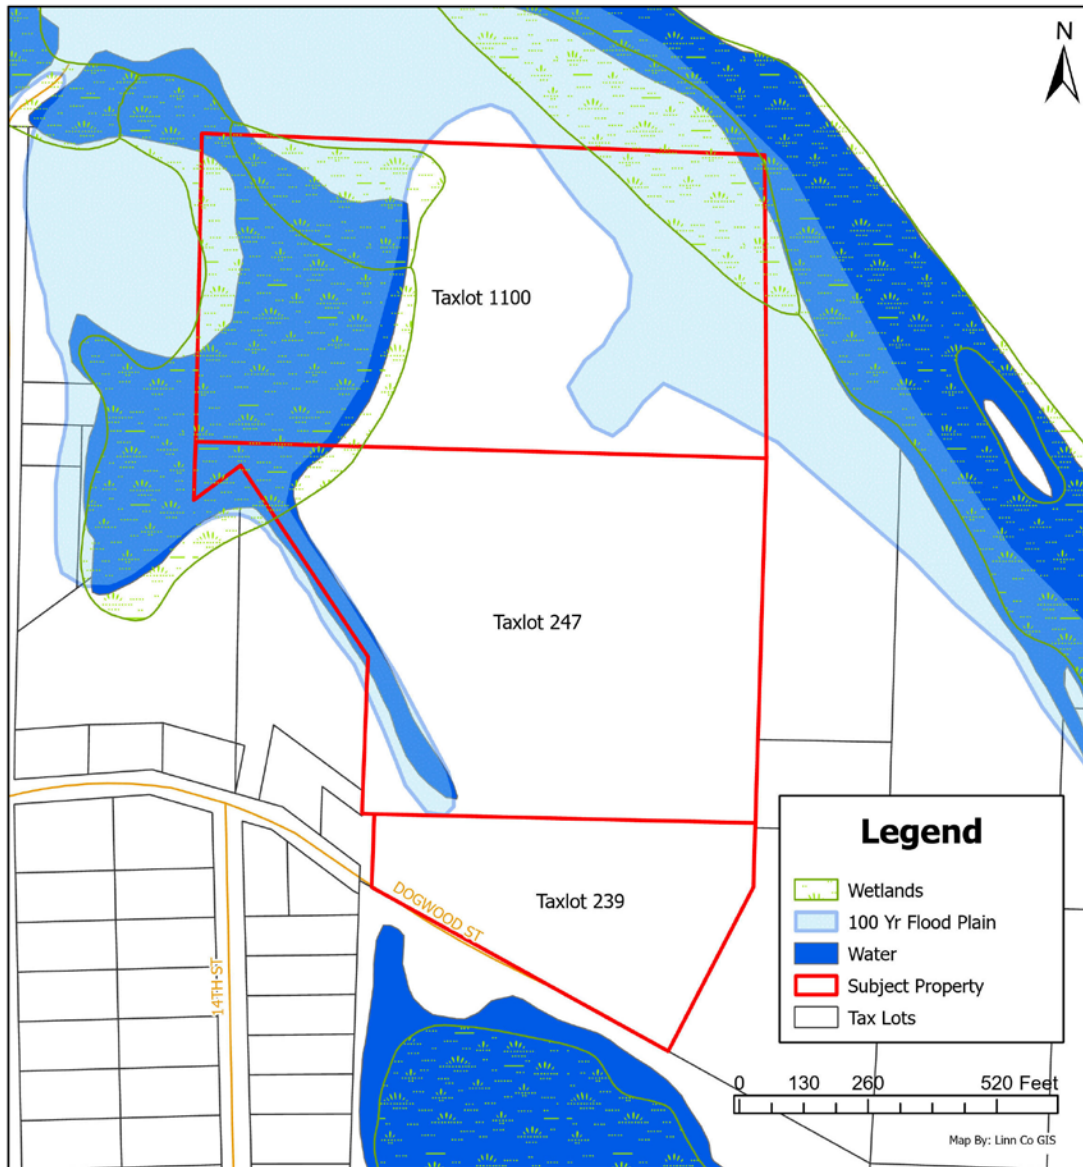 N
Taxlot 1100
Taxlot 247
Taxlot 239
DOGWOOD ST
14TH ST
Legend
Wetlands
100 Yr Flood Plain
Water
Subject Property
Tax Lots
0 130 260 520 Feet
Map By: Linn Co GIS